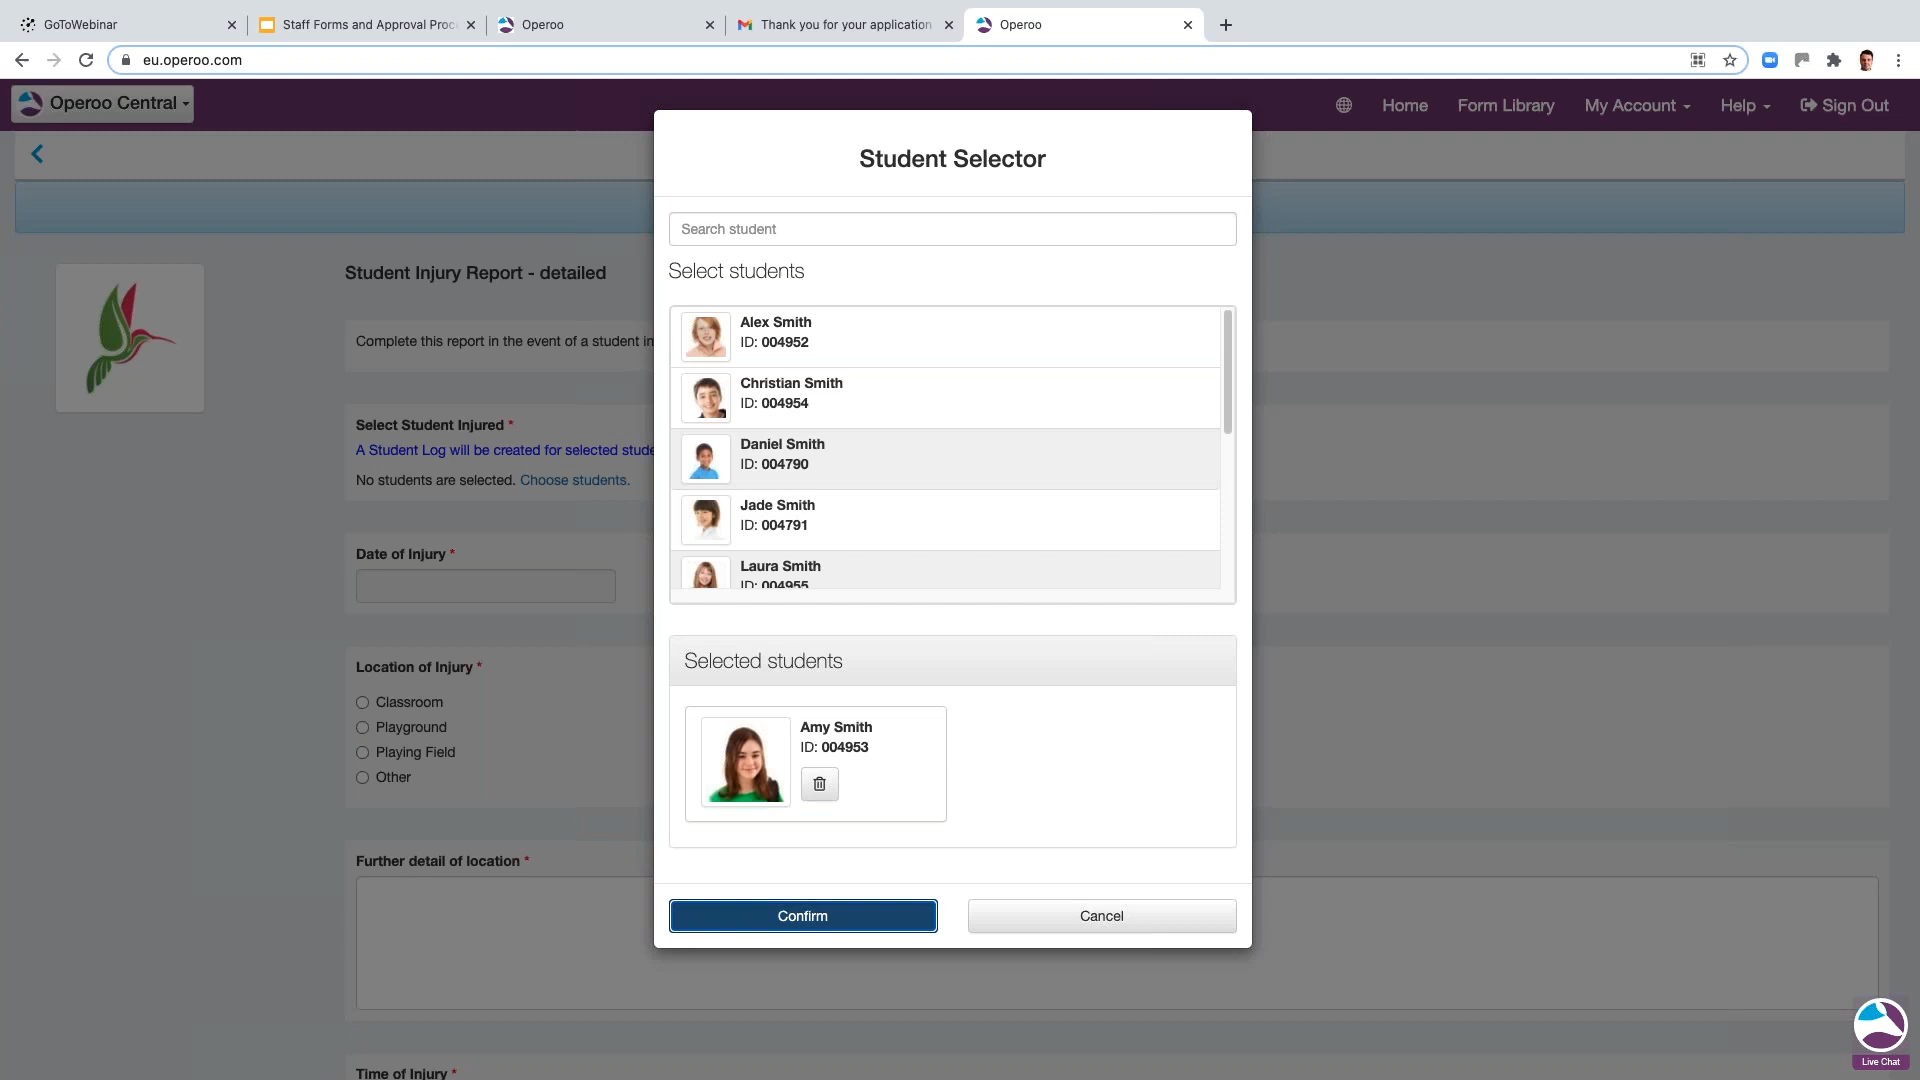 GoToWebinar
Staff Forms and Approval Proc
Operoo
Thank you for your application
Operoo
eu.operoo.com
Operoo Central
Home
Form Library
My Account
Help
Sign Out
Student Injury Report - detailed
Complete this report in the event of a student in
Select Student Injured *
A Student Log will be created for selected stude
No students are selected. Choose students.
Date of Injury *
Location of Injury *
Classroom
Playground
Playing Field
Other
Further detail of location *
Time of Injury *
Student Selector
Search student
Select students
Alex Smith
ID: 004952
Christian Smith
ID: 004954
Daniel Smith
ID: 004790
Jade Smith
ID: 004791
Laura Smith
ID: 004955
Selected students
Amy Smith
ID: 004953
Confirm
Cancel
Live Chat